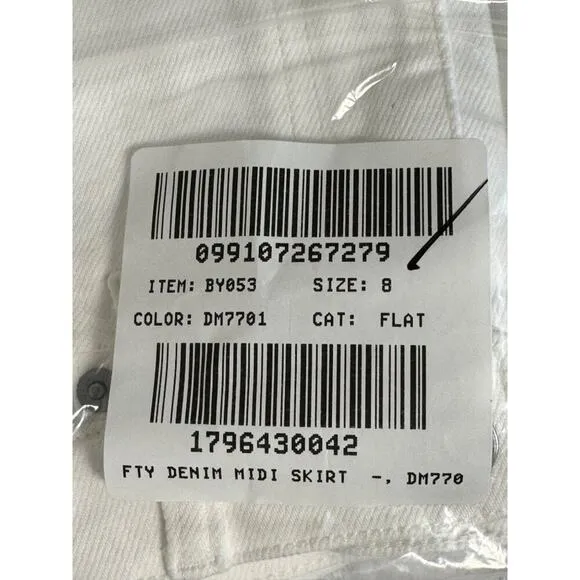 099107267279
ITEM: BY053 SIZE: 8
COLOR: DM7701 CAT: FLAT
1796430042
FTY DENIM MIDI SKIRT -, DM770